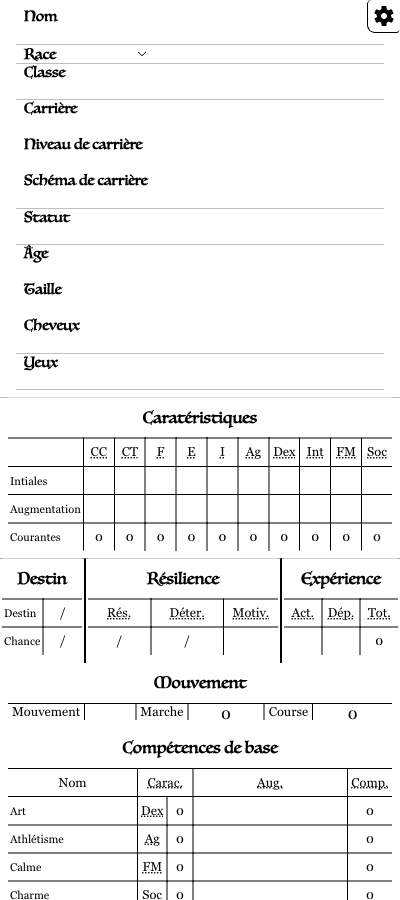 Nom
Race
Classe
Carrière
Niveau de carrière
Schéma de carrière
Statut
Âge
Taille
Cheveux
Yeux
Caratéristiques
CC CT F E I Ag Dex Int FM Soc
Intiales
Augmentation
Courantes 0 0 0 0 0 0 0 0 0 0
Destin Résilience Expérience
Destin / Rés. Déter. Motiv. Act. Dép. Tot.
Chance / / / 0
Mouvement
Mouvement Marche 0 Course 0
Compétences de base
Nom Carac. Aug. Comp.
Art Dex 0 0
Athlétisme Ag 0 0
Calme FM 0 0
Charme Soc 0 0